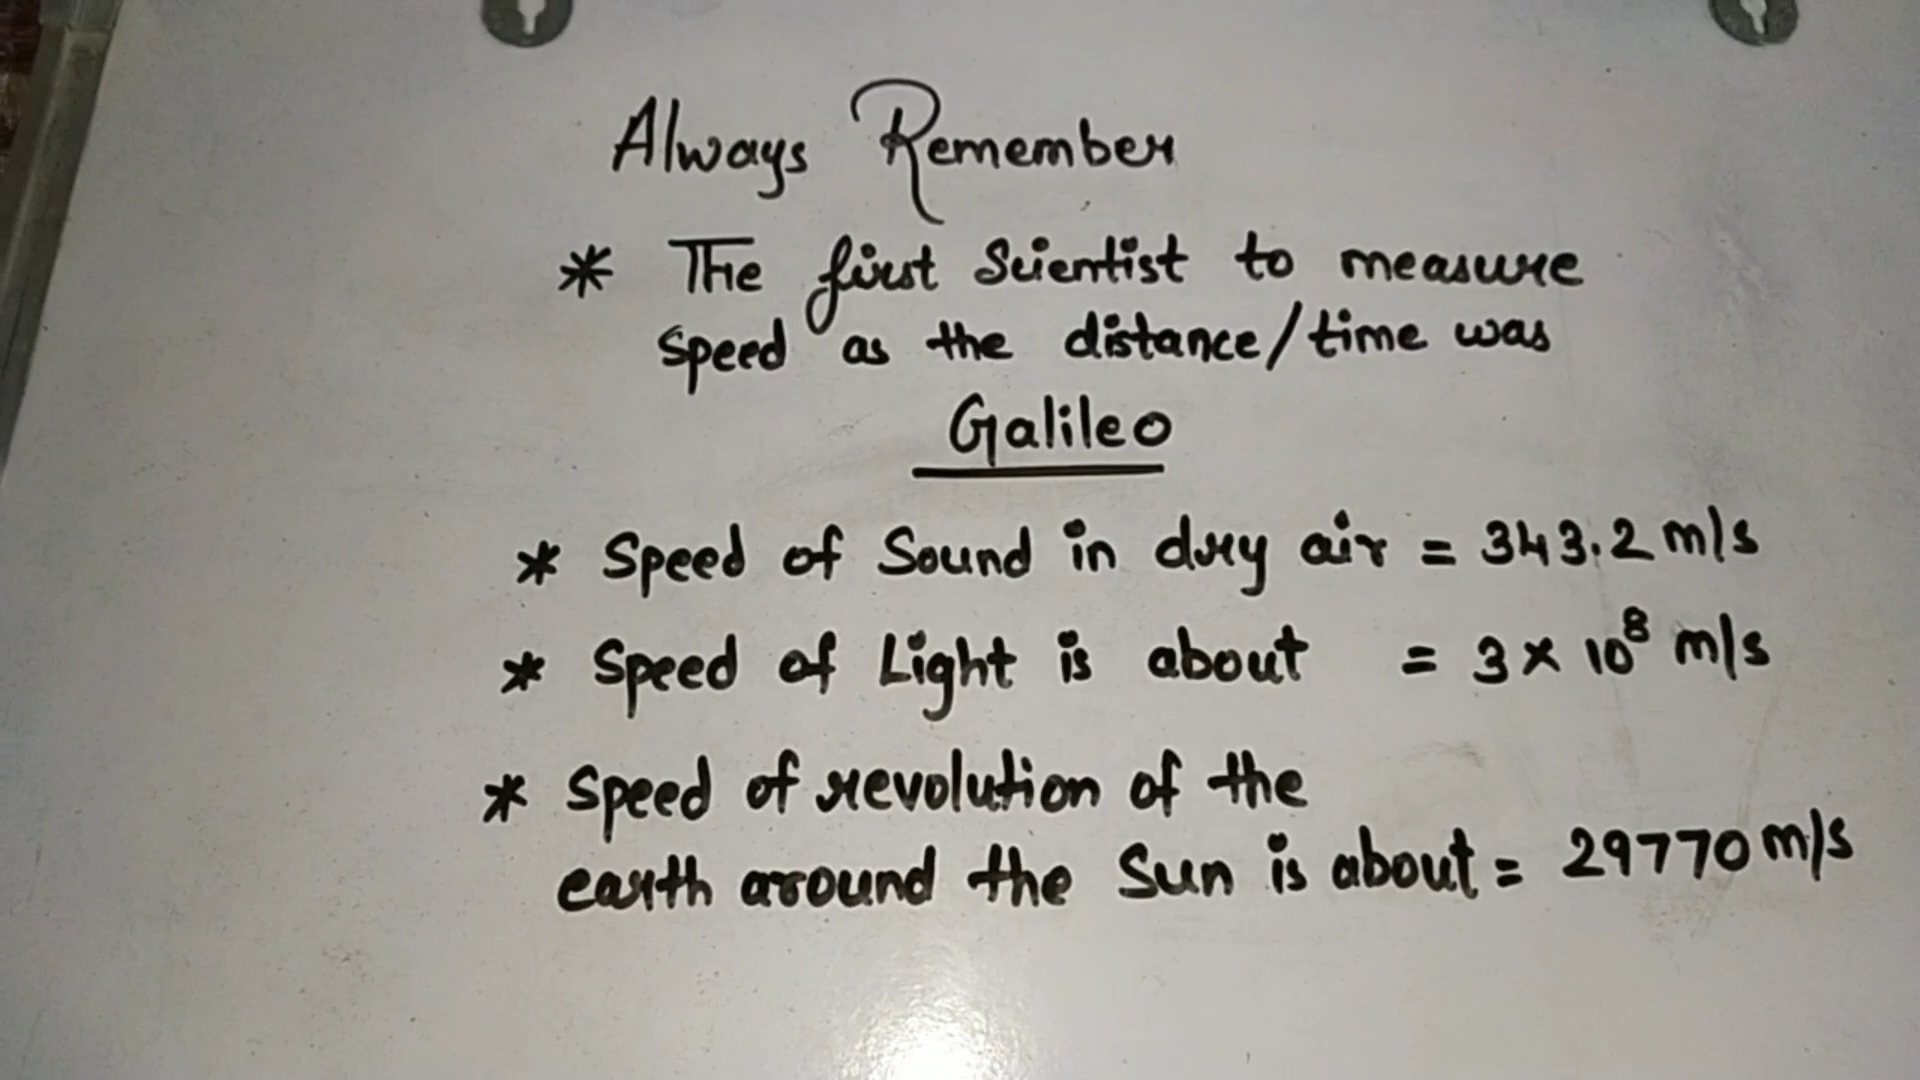 Always Remember
* The first Scientist to measure
speed as the distance/time was
Galileo
* Speed of Sound in dry air = 343.2 m/s
* Speed of Light is about = 3 × 10⁸ m/s
* Speed of revolution of the
earth around the Sun is about = 29770 m/s